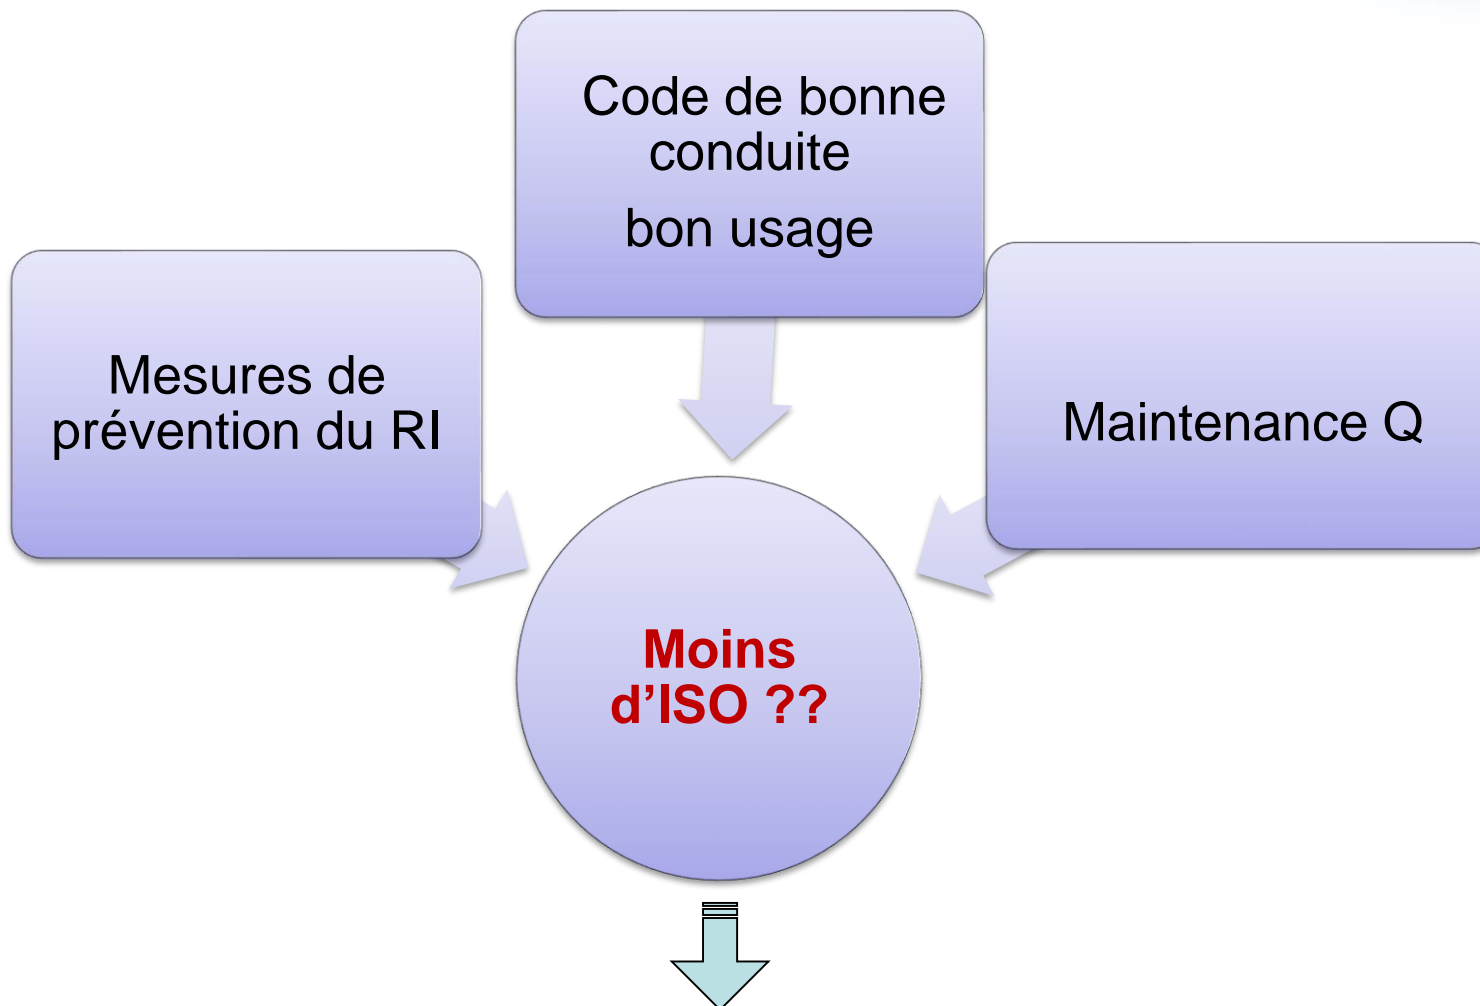 Code de bonne
conduite
bon usage
Mesures de
prévention du RI
Maintenance Q
Moins
d’ISO ??